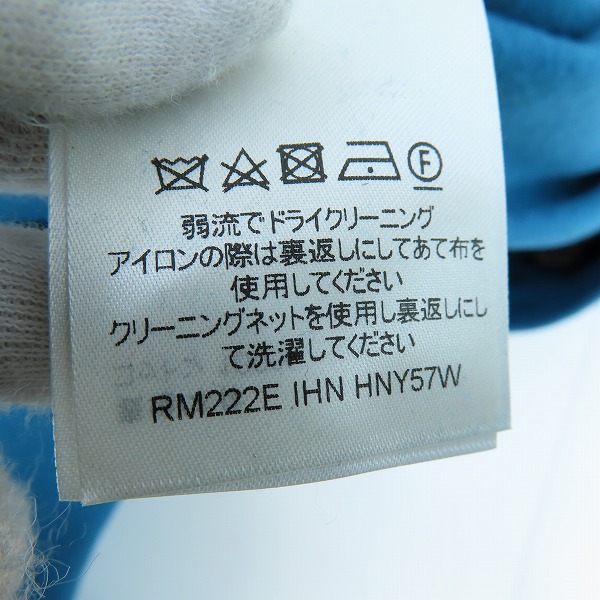 F
弱流でドライクリーニング
アイロンの際は裏返しにしてあて布を
使用してください
クリーニングネットを使用し裏返しにし
て洗濯してください
RM222E IHN HNY57W